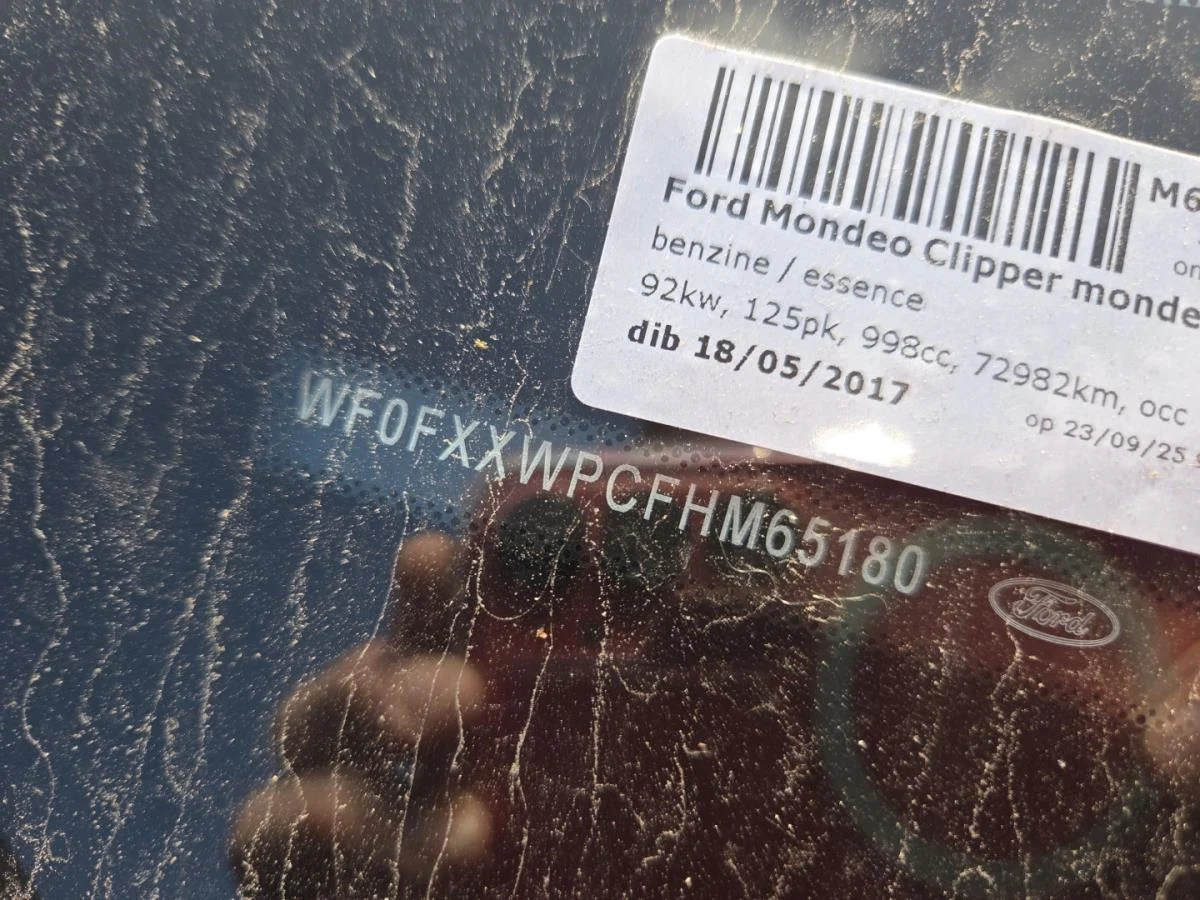 M6
Ford Mondeo Clipper monde
benzine / essence
92kw, 125pk, 998cc, 72982km, occ
dib 18/05/2017
op 23/09/25
WF0FXXWPCFHM65180
Ford